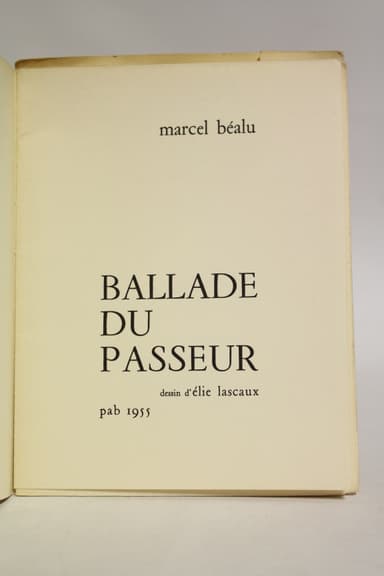 marcel béalu
BALLADE
DU
PASSEUR
dessin d'élie lascaux
pab 1955